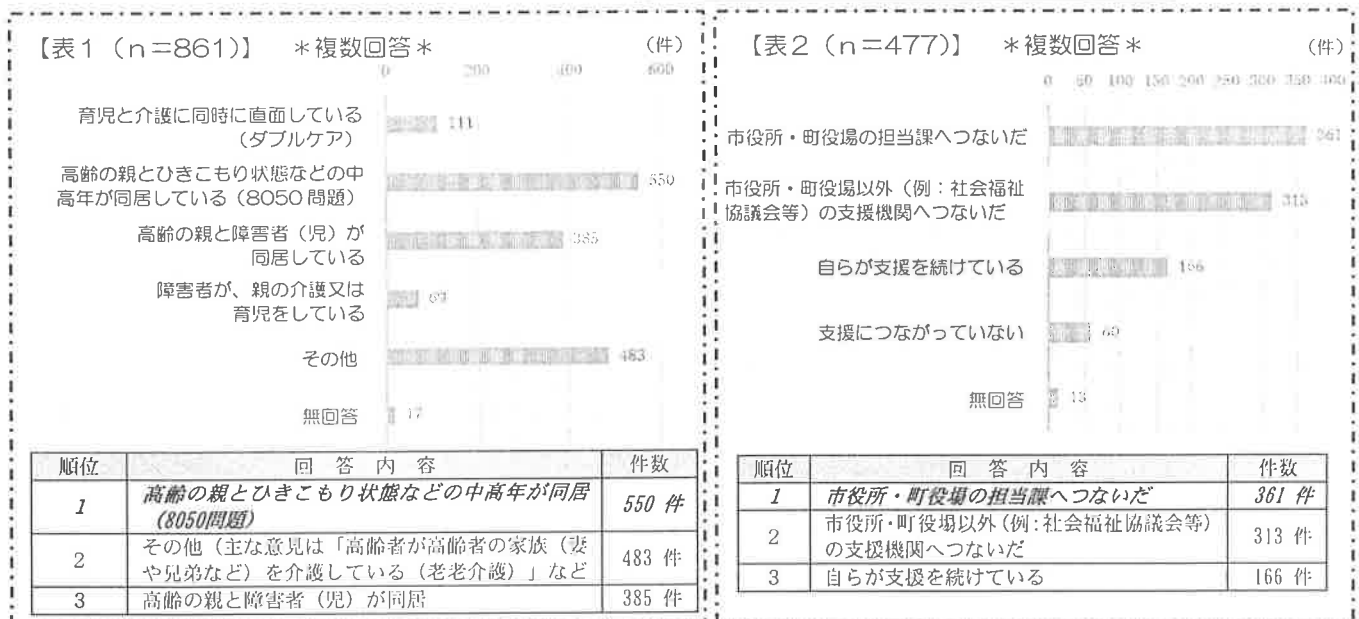 【表1（n＝861）】　＊複数回答＊　（件）
0　200　400　600
育児と介護に同時に直面している
（ダブルケア）
111
高齢の親とひきこもり状態などの中
高年が同居している（8050問題）
550
高齢の親と障害者（児）が
同居している
385
障害者が、親の介護又は
育児をしている
その他
483
無回答
17
順位　回　答　内　容　件数
1　高齢の親とひきこもり状態などの中高年が同居
（8050問題）　550 件
2　その他（主な意見は「高齢者が高齢者の家族（妻
や兄弟など）を介護している（老老介護）」など　483 件
3　高齢の親と障害者（児）が同居　385 件
【表2（n＝477）】　＊複数回答＊　（件）
0　50　100　150　200　250　300　350　400
市役所・町役場の担当課へつないだ
361
市役所・町役場以外（例：社会福祉
協議会等）の支援機関へつないだ
313
自らが支援を続けている
166
支援につながっていない
無回答
13
順位　回　答　内　容　件数
1　市役所・町役場の担当課へつないだ　361 件
2　市役所・町役場以外（例：社会福祉協議会等）
の支援機関へつないだ　313 件
3　自らが支援を続けている　166 件